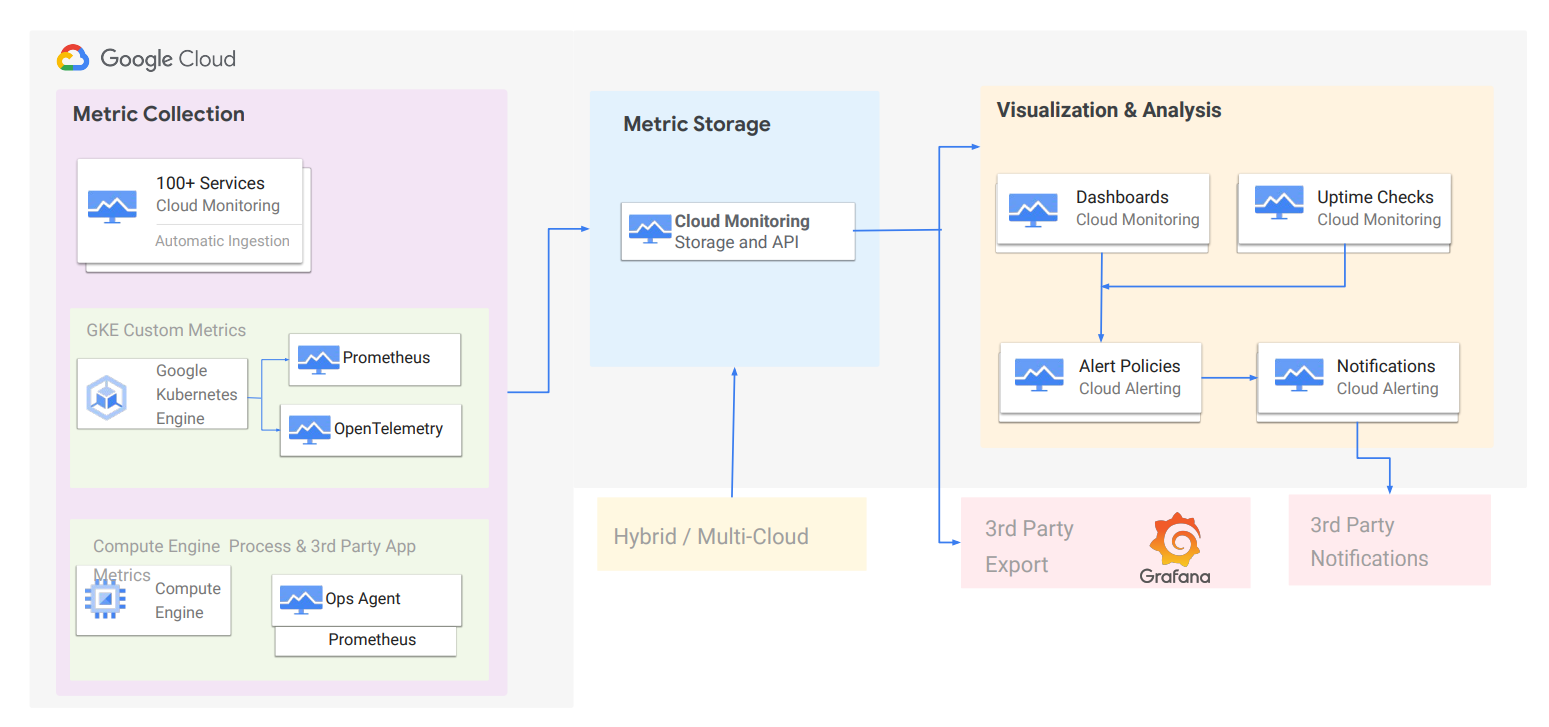 Google Cloud
Metric Collection
100+ Services
Cloud Monitoring
Automatic Ingestion
GKE Custom Metrics
Google
Kubernetes
Engine
Prometheus
OpenTelemetry
Compute Engine Process & 3rd Party App
Metrics
Compute
Engine
Ops Agent
Prometheus
Metric Storage
Cloud Monitoring
Storage and API
Hybrid / Multi-Cloud
Visualization & Analysis
Dashboards
Cloud Monitoring
Uptime Checks
Cloud Monitoring
Alert Policies
Cloud Alerting
Notifications
Cloud Alerting
3rd Party
Export
Grafana
3rd Party
Notifications